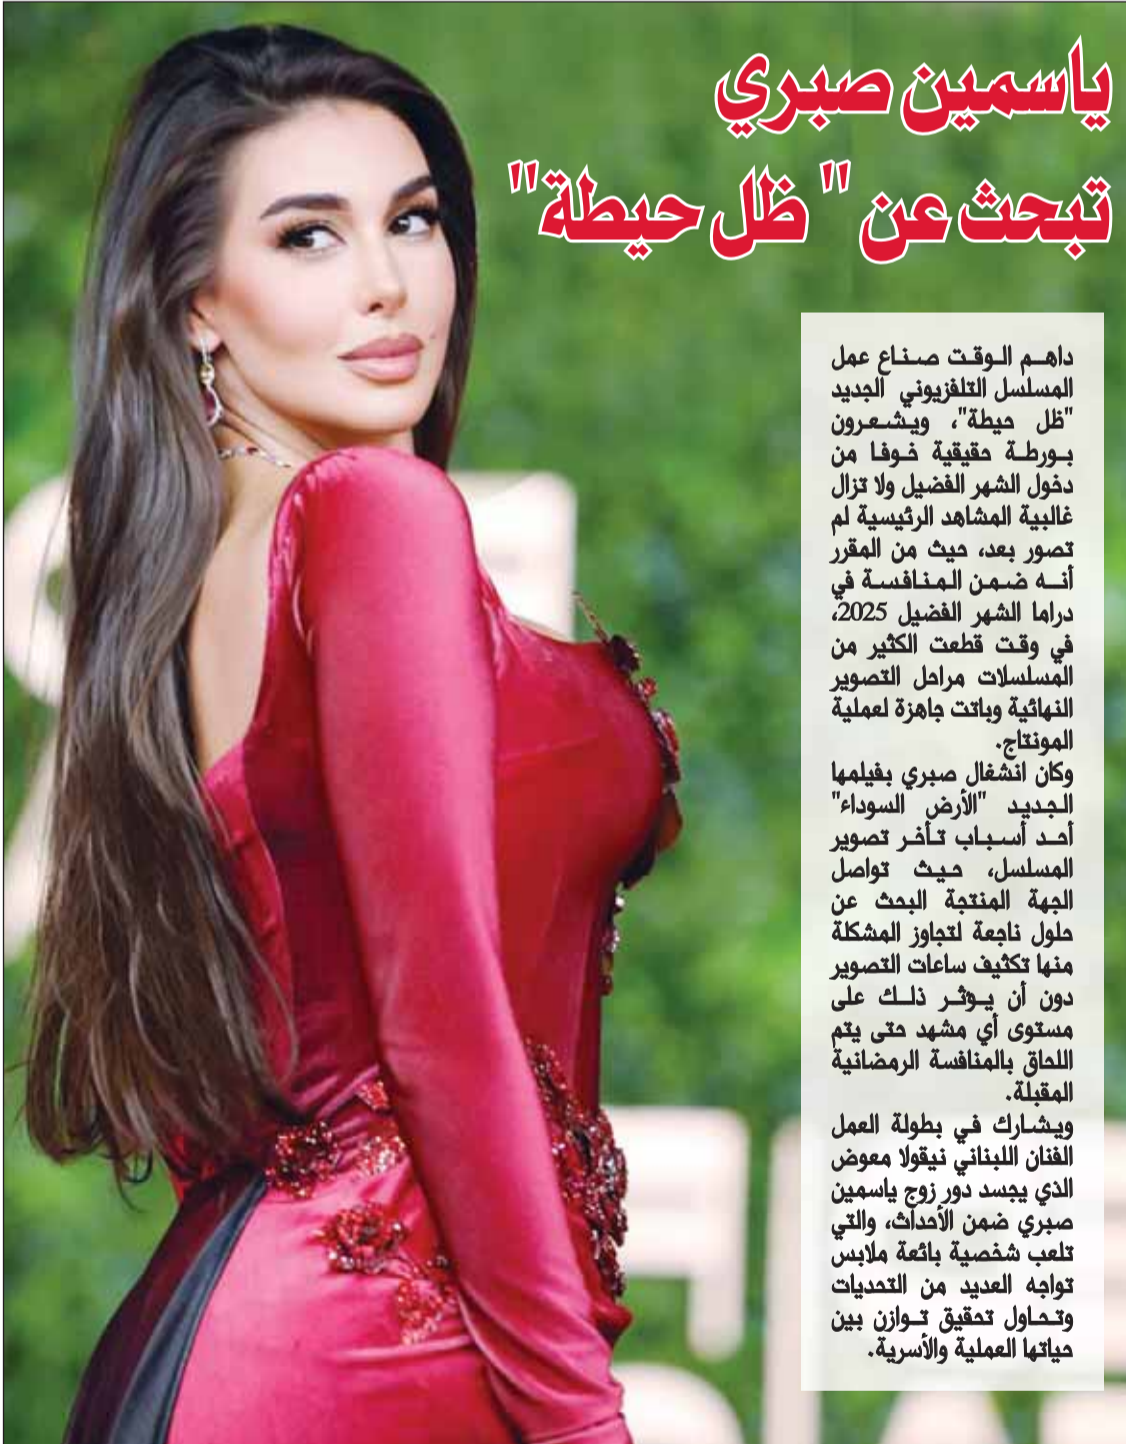 ياسمين صبري
تبحث عن " ظل حيطة"
داهم الوقت صناع عمل
المسلسل التلفزيوني الجديد
"ظل حيطة"، ويشعرون
بورطة حقيقية خوفا من
دخول الشهر الفضيل ولا تزال
غالبية المشاهد الرئيسية لم
تصور بعد، حيث من المقرر
أنه ضمن المنافسة في
دراما الشهر الفضيل 2025،
في وقت قطعت الكثير من
المسلسلات مراحل التصوير
النهائية وباتت جاهزة لعملية
المونتاج.
وكان انشغال صبري بفيلمها
الجديد "الأرض السوداء"
أحد أسباب تأخر تصوير
المسلسل، حيث تواصل
الجهة المنتجة البحث عن
حلول ناجعة لتجاوز المشكلة
منها تكثيف ساعات التصوير
دون أن يؤثر ذلك على
مستوى أي مشهد حتى يتم
اللحاق بالمنافسة الرمضانية
المقبلة.
ويشارك في بطولة العمل
الفنان اللبناني نيقولا معوض
الذي يجسد دور زوج ياسمين
صبري ضمن الأحداث، والتي
تلعب شخصية بائعة ملابس
تواجه العديد من التحديات
وتحاول تحقيق توازن بين
حياتها العملية والأسرية.